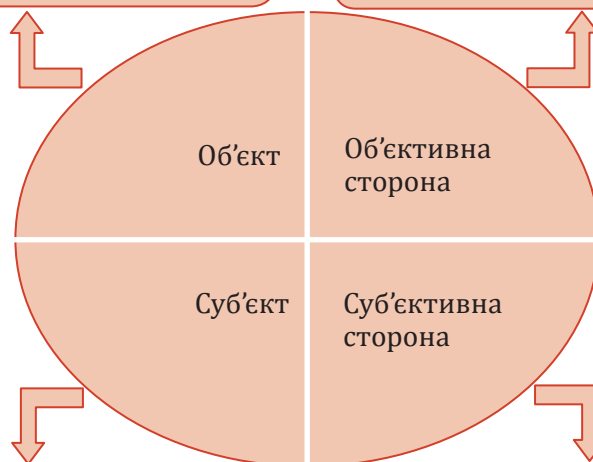 Об’єкт
Об’єктивна
сторона
Суб’єкт
Суб’єктивна
сторона